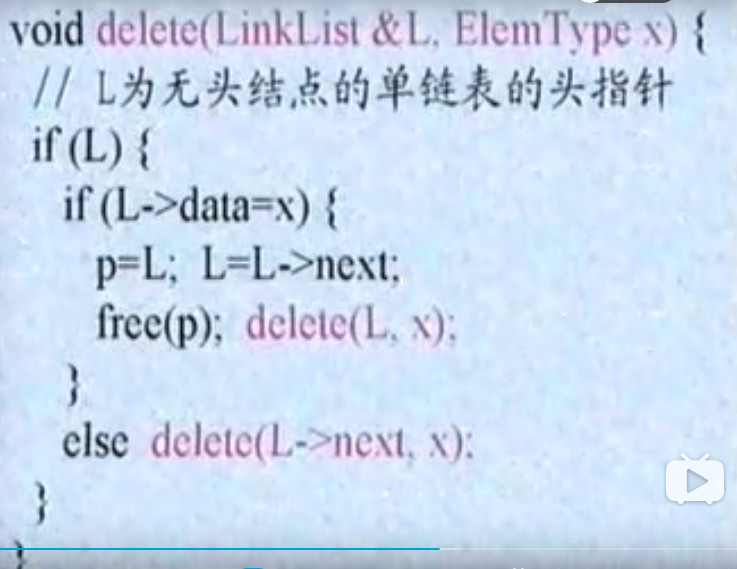 void delete(LinkList &L, ElemType x) {
// L为无头结点的单链表的头指针
if (L) {
if (L->data=x) {
p=L; L=L->next;
free(p); delete(L, x);
}
else delete(L->next, x);
}
}